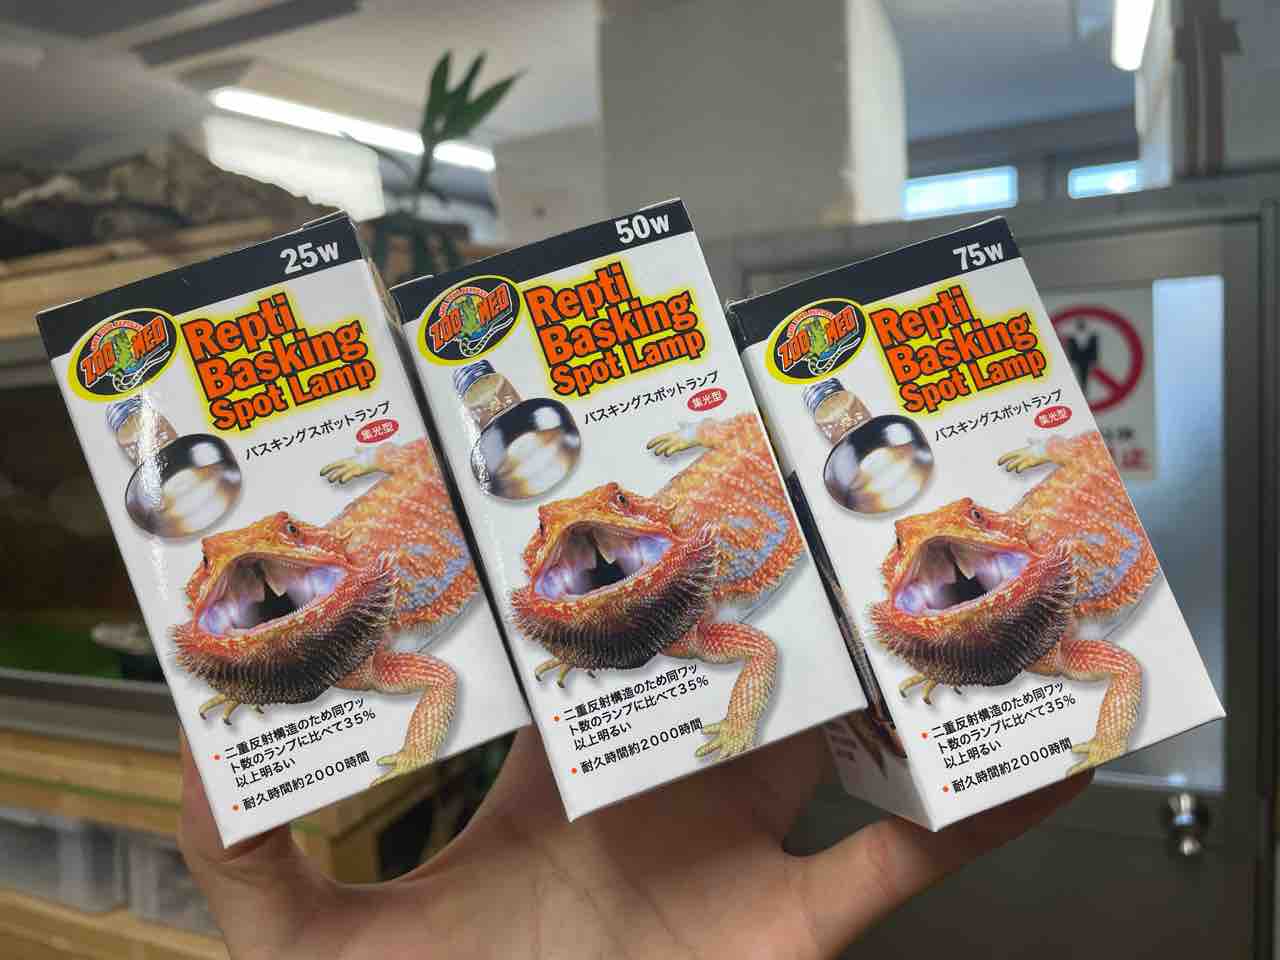 25W
ZOO MED
Repti
Basking
Spot Lamp
バスキングスポットランプ
集光型
• 二重反射構造のため同ワッ
ト数のランプに比べて35%
以上明るい
• 耐久時間約2000時間
50W
ZOO MED
Repti
Basking
Spot Lamp
バスキングスポットランプ
集光型
• 二重反射構造のため同ワッ
ト数のランプに比べて35%
以上明るい
• 耐久時間約2000時間
75W
ZOO MED
Repti
Basking
Spot Lamp
バスキングスポットランプ
集光型
• 二重反射構造のため同ワッ
ト数のランプに比べて35%
以上明るい
• 耐久時間約2000時間